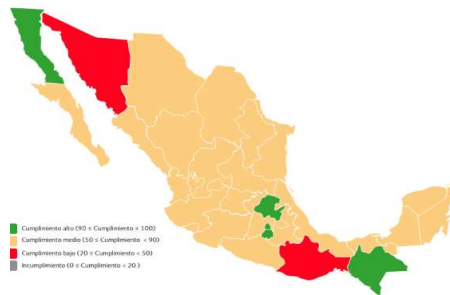 Cumplimiento alto (90 ≤ Cumplimiento ≤ 100)
Cumplimiento medio (50 ≤ Cumplimiento < 90)
Cumplimiento bajo (20 ≤ Cumplimiento < 50)
Incumplimiento (0 ≤ Cumplimiento < 20 )